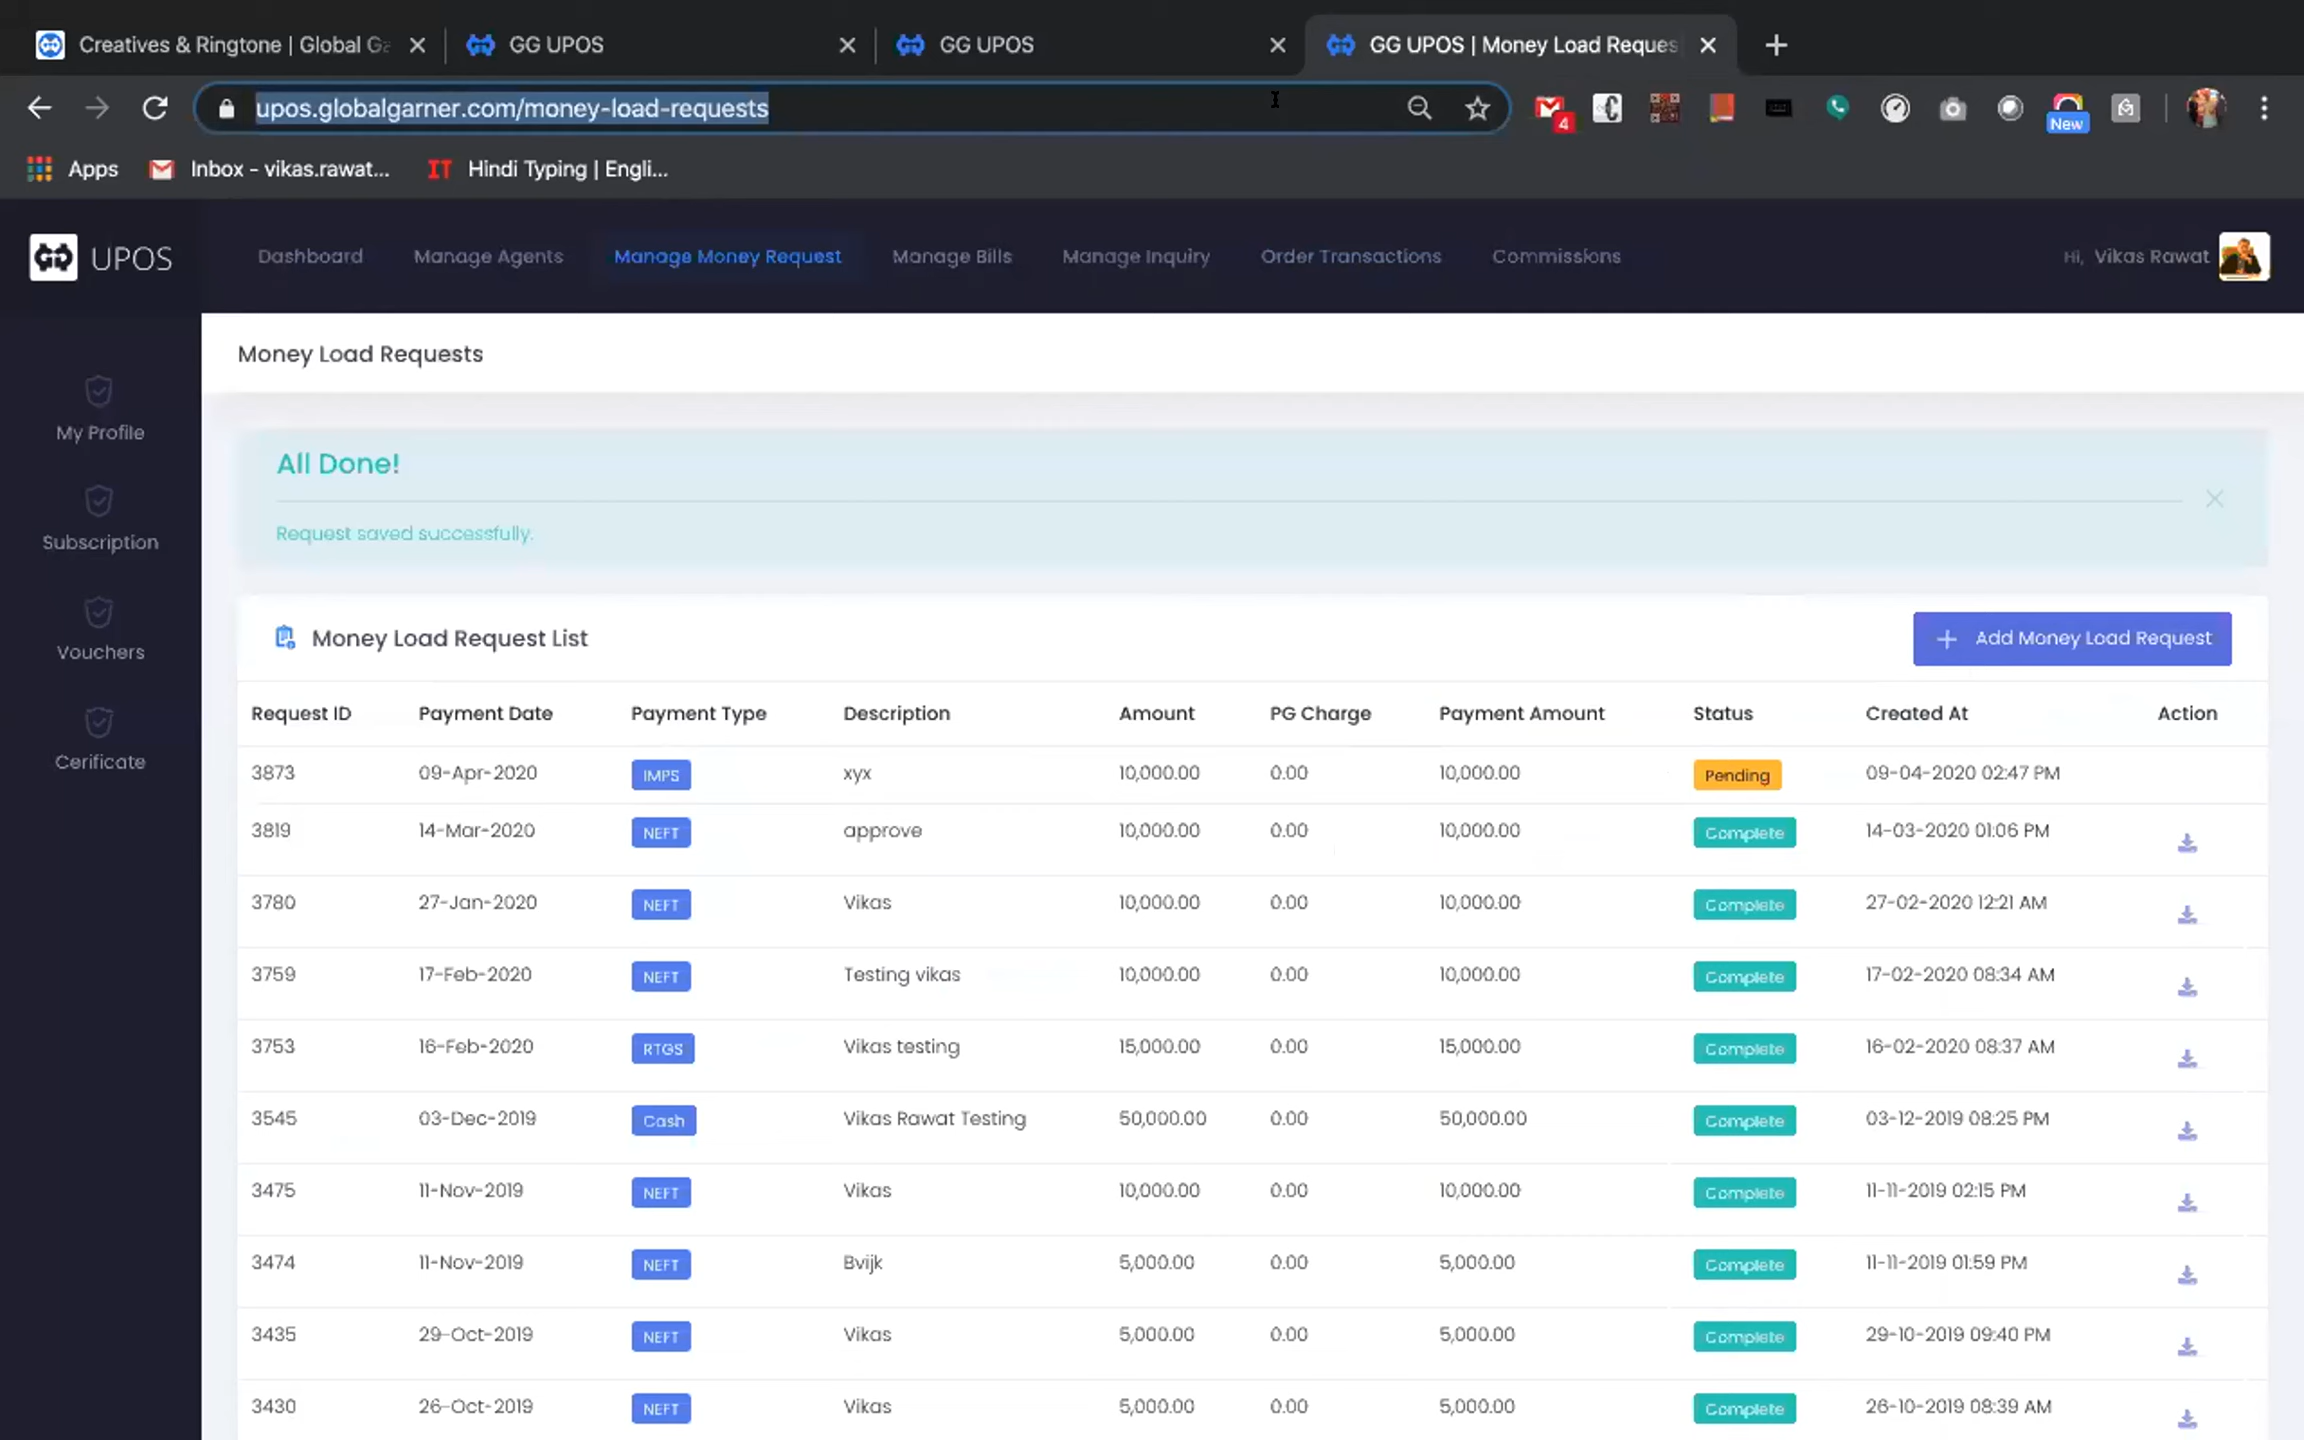 Creatives & Ringtone | Global Ga
GG UPOS
GG UPOS
GG UPOS | Money Load Reques
upos.globalgarner.com/money-load-requests
4
New
Apps
Inbox - vikas.rawat...
IT Hindi Typing | Engli...
UPOS
Dashboard
Manage Agents
Manage Money Request
Manage Bills
Manage Inquiry
Order Transactions
Commissions
Hi, Vikas Rawat
My Profile
Subscription
Vouchers
Cerificate
Money Load Requests
All Done!
Request saved successfully.
Money Load Request List
Add Money Load Request
Request ID Payment Date Payment Type Description Amount PG Charge Payment Amount Status Created At Action
3873 09-Apr-2020 IMPS xyx 10,000.00 0.00 10,000.00 Pending 09-04-2020 02:47 PM
3819 14-Mar-2020 NEFT approve 10,000.00 0.00 10,000.00 Complete 14-03-2020 01:06 PM
3780 27-Jan-2020 NEFT Vikas 10,000.00 0.00 10,000.00 Complete 27-02-2020 12:21 AM
3759 17-Feb-2020 NEFT Testing vikas 10,000.00 0.00 10,000.00 Complete 17-02-2020 08:34 AM
3753 16-Feb-2020 RTGS Vikas testing 15,000.00 0.00 15,000.00 Complete 16-02-2020 08:37 AM
3545 03-Dec-2019 Cash Vikas Rawat Testing 50,000.00 0.00 50,000.00 Complete 03-12-2019 08:25 PM
3475 11-Nov-2019 NEFT Vikas 10,000.00 0.00 10,000.00 Complete 11-11-2019 02:15 PM
3474 11-Nov-2019 NEFT Bvijk 5,000.00 0.00 5,000.00 Complete 11-11-2019 01:59 PM
3435 29-Oct-2019 NEFT Vikas 5,000.00 0.00 5,000.00 Complete 29-10-2019 09:40 PM
3430 26-Oct-2019 NEFT Vikas 5,000.00 0.00 5,000.00 Complete 26-10-2019 08:39 AM